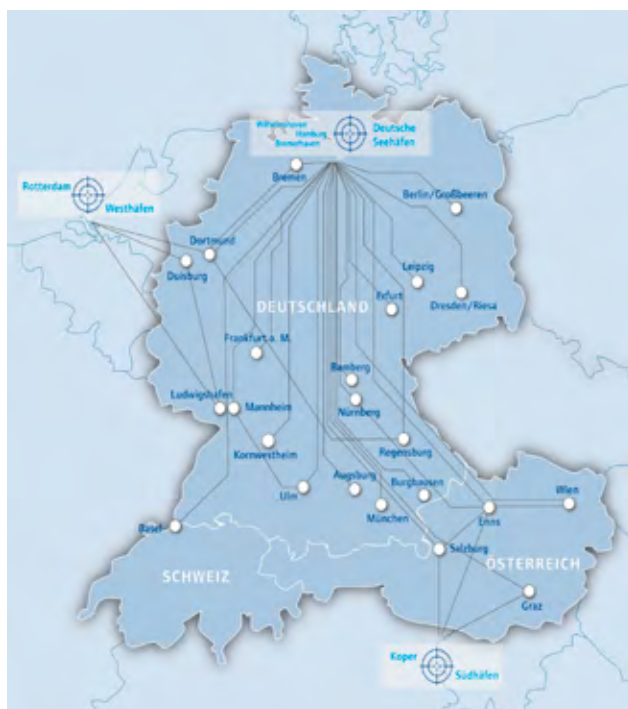 Wilhelmshaven
Hamburg
Bremerhaven
Deutsche
Seehäfen
Bremen
Rotterdam
Westhäfen
Berlin/Großbeeren
Dortmund
Duisburg
Leipzig
DEUTSCHLAND
Erfurt
Dresden/Riesa
Frankfurt a. M.
Bamberg
Ludwigshafen
Mannheim
Nürnberg
Kornwestheim
Regensburg
Augsburg
Burghausen
Wien
Ulm
München
Enns
Basel
Salzburg
SCHWEIZ
ÖSTERREICH
Graz
Koper
Südhäfen